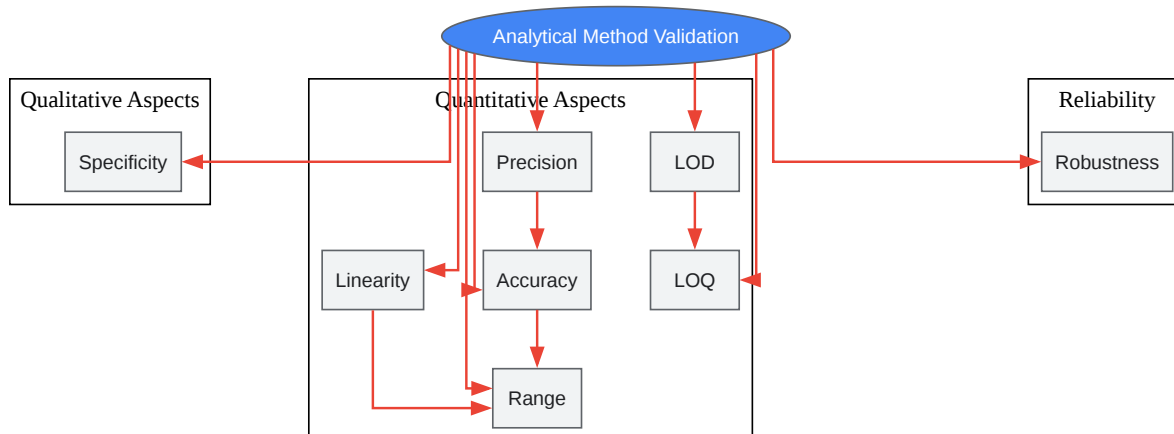 Analytical Method Validation
Qualitative Aspects
Quantitative Aspects
Reliability
Specificity
Precision
LOD
Robustness
Linearity
Accuracy
LOQ
Range